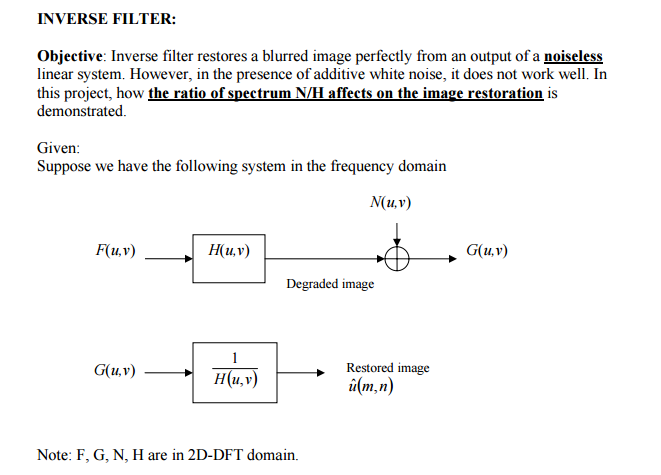 INVERSE FILTER:
Objective: Inverse filter restores a blurred image perfectly from an output of a noiseless
linear system. However, in the presence of additive white noise, it does not work well. In
this project, how the ratio of spectrum N/H affects on the image restoration is
demonstrated.
Given:
Suppose we have the following system in the frequency domain
N(u,v)
F(u,v) H(u,v) G(u,v)
Degraded image
G(u,v) 1/H(u,v) Restored image
û(m,n)
Note: F, G, N, H are in 2D-DFT domain.